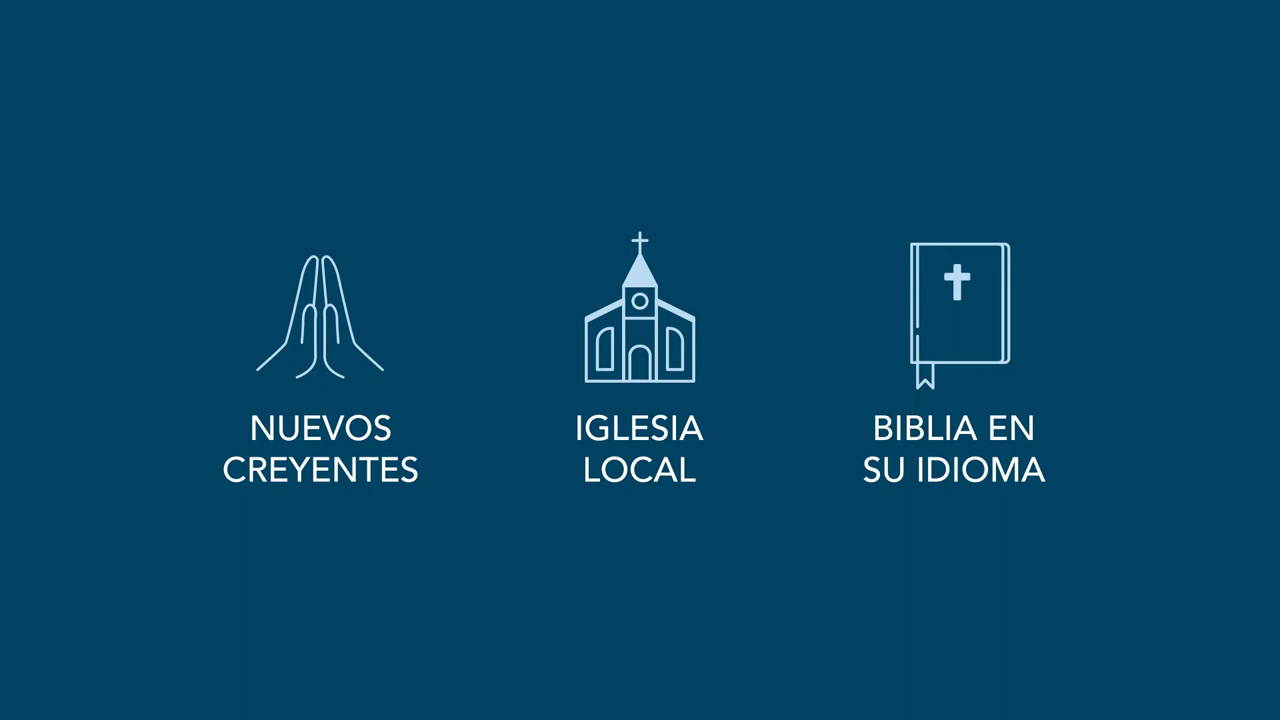 NUEVOS
CREYENTES
IGLESIA
LOCAL
BIBLIA EN
SU IDIOMA